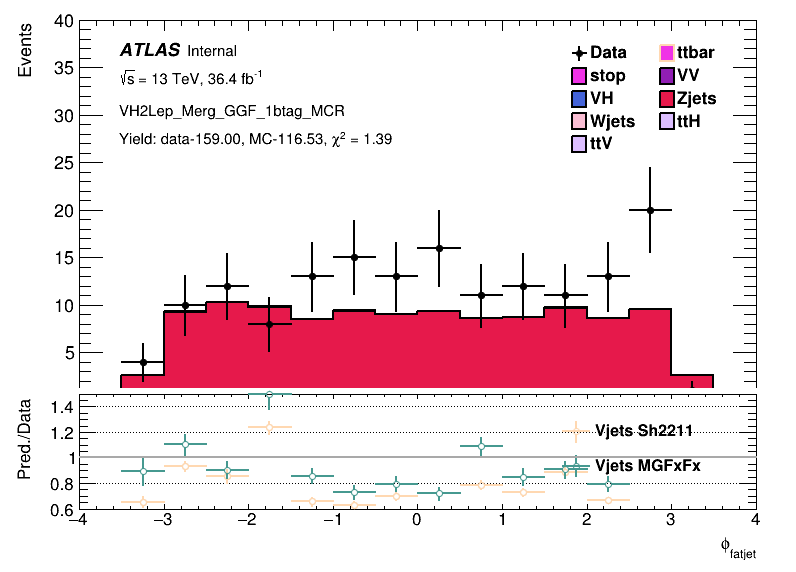 Events
40
35
30
25
20
15
10
5
ATLAS Internal
√s = 13 TeV, 36.4 fb⁻¹
VH2Lep_Merg_GGF_1btag_MCR
Yield: data-159.00, MC-116.53, χ² = 1.39
Data ttbar
stop VV
VH Zjets
Wjets ttH
ttV
Pred./Data
1.4
1.2
1
0.8
0.6
Vjets Sh2211
Vjets MGFxFx
−4 −3 −2 −1 0 1 2 3 4
ϕfatjet